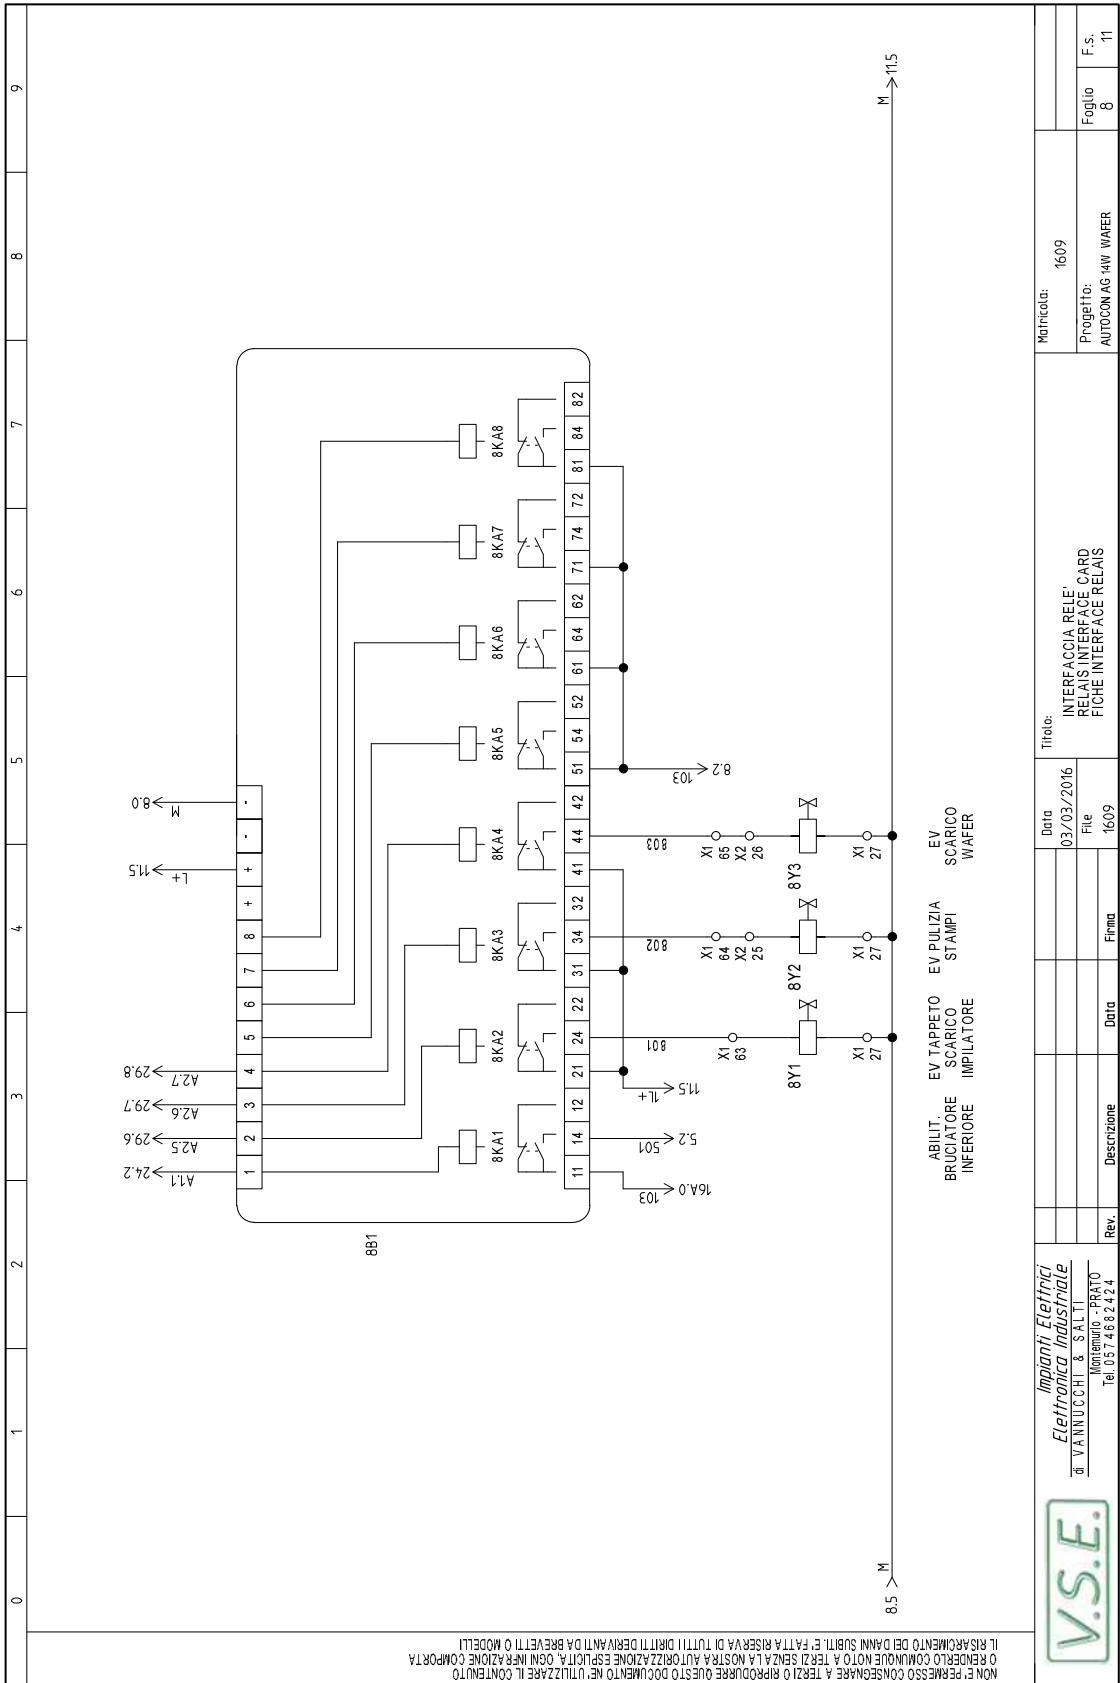 0 1 2 3 4 5 6 7 8 9
NON E' PERMESSO CONSEGNARE A TERZI O RIPRODURRE QUESTO DOCUMENTO NE' UTILIZZARE IL CONTENUTO
O RENDERLO COMUNQUE NOTO A TERZI SENZA LA NOSTRA AUTORIZZAZIONE ESPLICITA, OGNI INFRAZIONE COMPORTA
IL RISARCIMENTO DEI DANNI SUBITI. E' FATTA RISERVA DI TUTTI I DIRITTI DERIVANTI DA BREVETTI O MODELLI
24.2 29.6 29.7 29.8 11.5 8.0
A1.1 A2.5 A2.6 A2.7 L+ M
1 2 3 4 5 6 7 8 + + - -
8B1
8KA1 8KA2 8KA3 8KA4 8KA5 8KA6 8KA7 8KA8
11 14 12 21 24 22 31 34 32 41 44 42 51 54 52 61 64 62 71 74 72 81 84 82
103 501 1L+ 801 802 803 103
16A.0 5.2 11.5 8.2
X1 63
X1 64
X2 25
X1 65
X2 26
8Y1 8Y2 8Y3
X1 27
X1 27
X1 27
8.5 M M 11.5
ABILIT.
BRUCIATORE
INFERIORE
EV TAPPETO
SCARICO
IMPILATORE
EV PULIZIA
STAMPI
EV
SCARICO
WAFER
V.S.E.
Impianti Elettrici
Elettronica Industriale
di VANNUCCHI & SALTI
Montemurlo - PRATO
Tel. 0574682424
Rev. Descrizione Data Firma
Data
03/03/2016
File
1609
Titolo:
INTERFACCIA RELE'
RELAIS INTERFACE CARD
FICHE INTERFACE RELAIS
Matricola:
1609
Progetto:
AUTOCON AG 14W WAFER
Foglio
8
F.s.
11